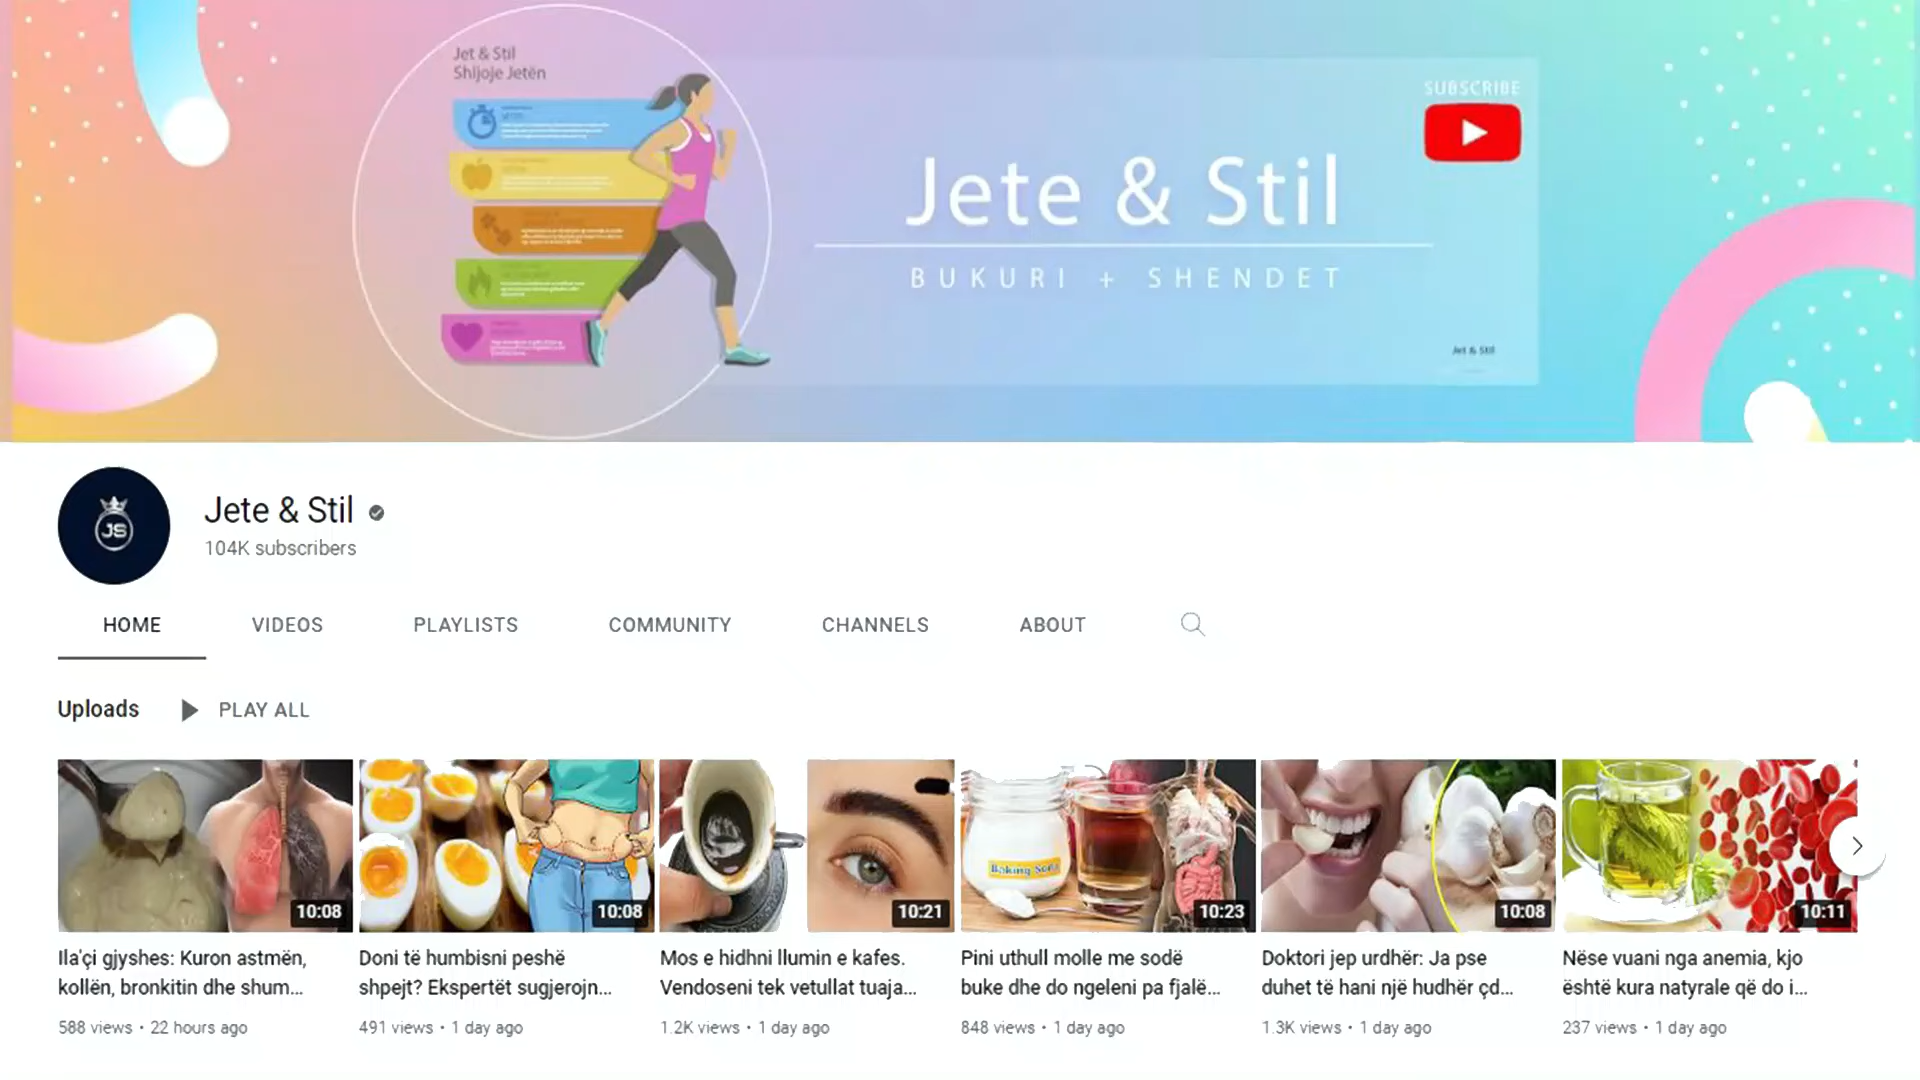 Jet & Stil
Shijoje Jetën
SUBSCRIBE
Jete & Stil
BUKURI + SHENDET
Jet & Stil
JS
Jete & Stil
104K subscribers
HOME VIDEOS PLAYLISTS COMMUNITY CHANNELS ABOUT
Uploads PLAY ALL
Baking Soda
10:08 10:08 10:21 10:23 10:08 10:11
Ila'çi gjyshes: Kuron astmën,
kollën, bronkitin dhe shum...
588 views • 22 hours ago
Doni të humbisni peshë
shpejt? Ekspertët sugjerojn...
491 views • 1 day ago
Mos e hidhni llumin e kafes.
Vendoseni tek vetullat tuaja...
1.2K views • 1 day ago
Pini uthull molle me sodë
buke dhe do ngeleni pa fjalë...
848 views • 1 day ago
Doktori jep urdhër: Ja pse
duhet të hani një hudhër çd...
1.3K views • 1 day ago
Nëse vuani nga anemia, kjo
është kura natyrale që do i...
237 views • 1 day ago